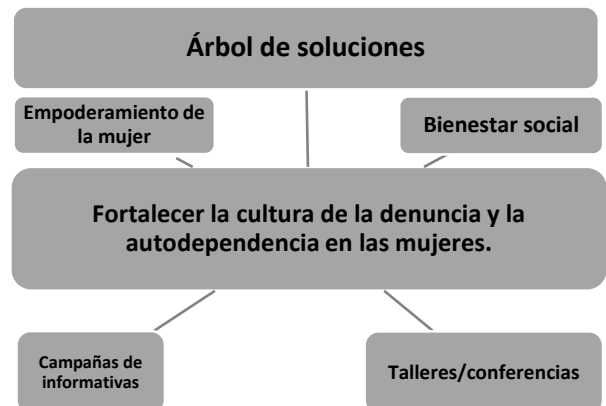 Árbol de soluciones
Empoderamiento de
la mujer
Bienestar social
Fortalecer la cultura de la denuncia y la
autodependencia en las mujeres.
Campañas de
informativas
Talleres/conferencias